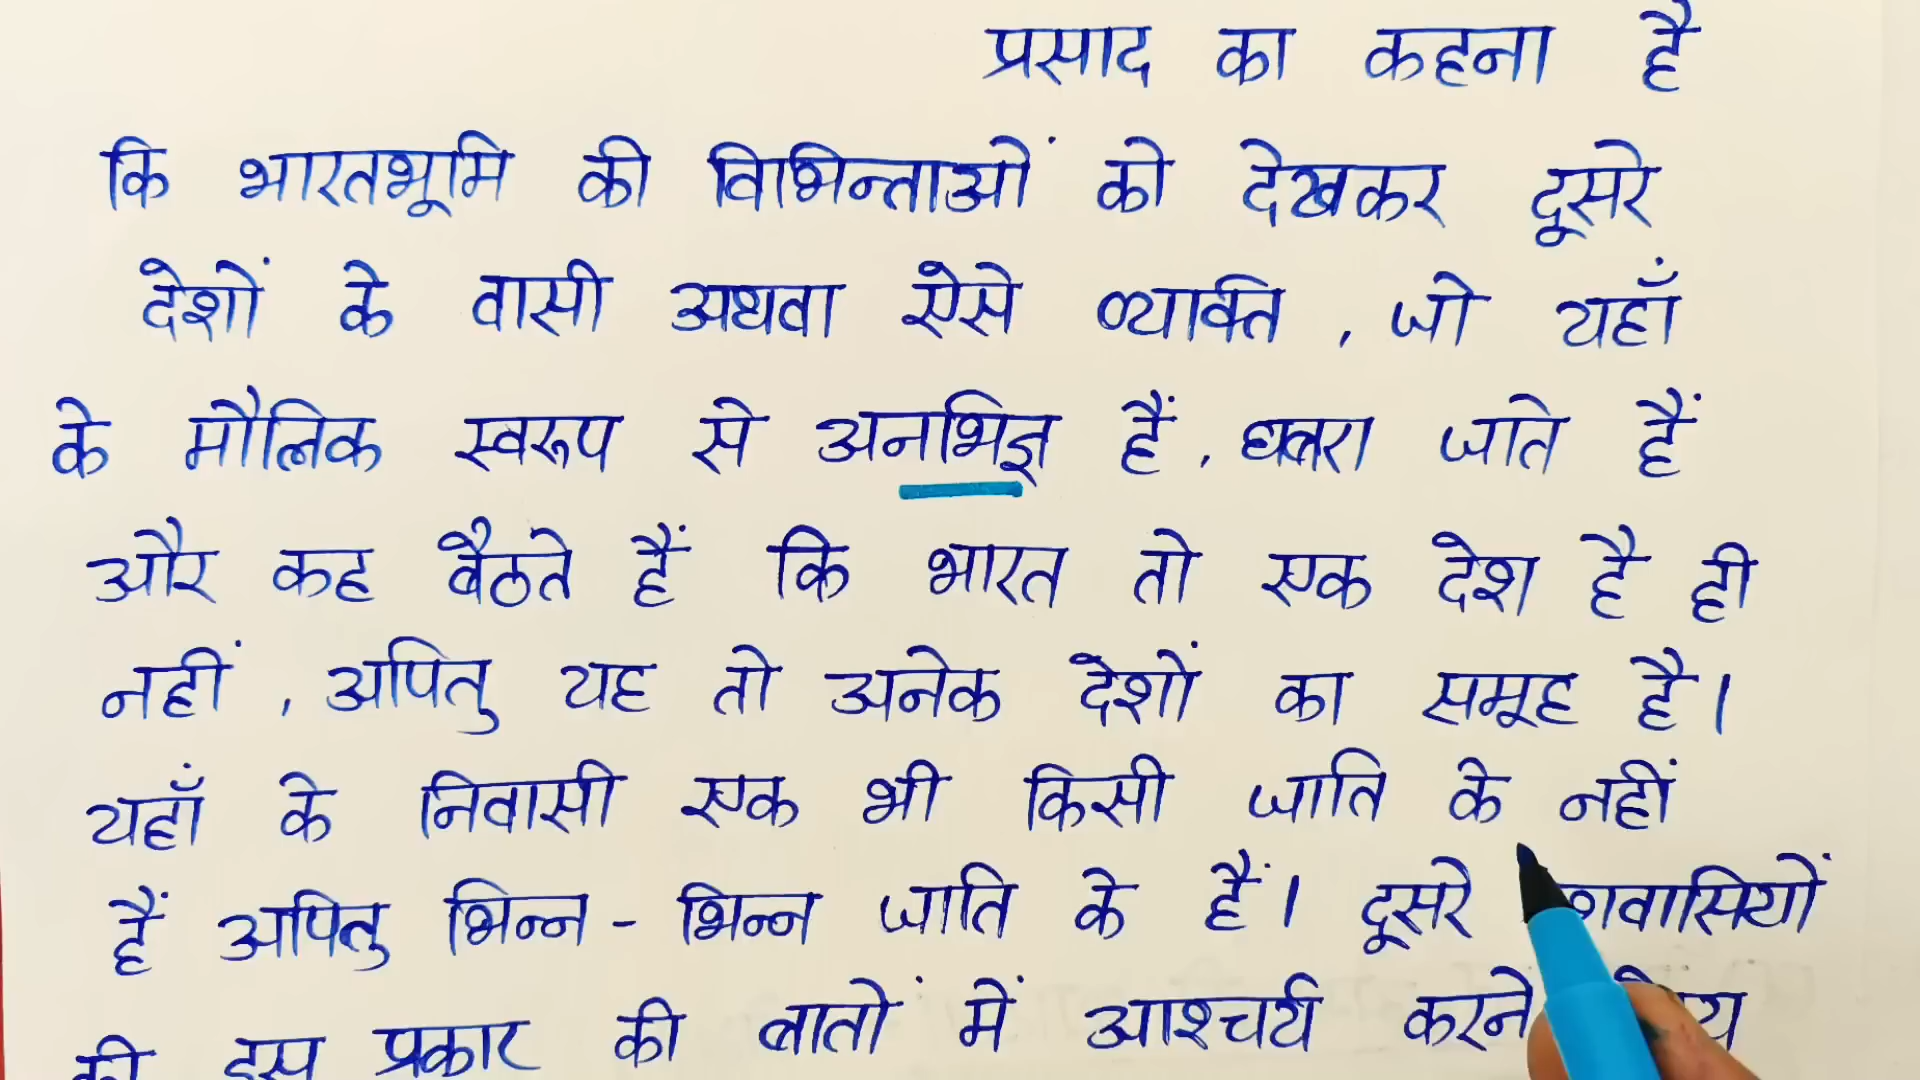 प्रसाद का कहना है
कि भारतभूमि की विभिन्ताओं को देखकर दूसरे
देशों के वासी अथवा ऐसे व्यक्ति, जो यहाँ
के मौलिक स्वरूप से अनभिज्ञ हैं, घबरा जाते हैं
और कह बैठते हैं कि भारत तो एक देश है ही
नहीं, अपितु यह तो अनेक देशों का समूह है।
यहाँ के निवासी एक भी किसी जाति के नहीं
हैं अपितु भिन्न - भिन्न जाति के हैं। दूसरे
की इस प्रकार की बातों में आश्चर्य करने